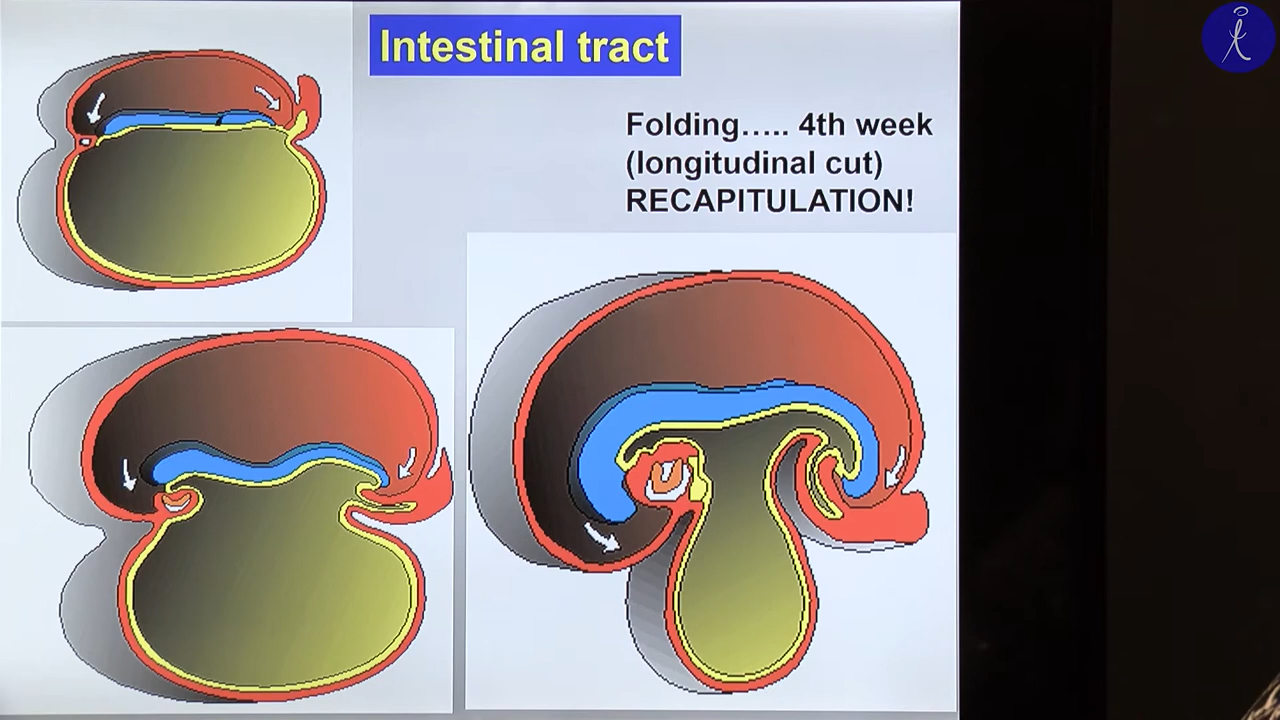 Intestinal tract
Folding..... 4th week
(longitudinal cut)
RECAPITULATION!